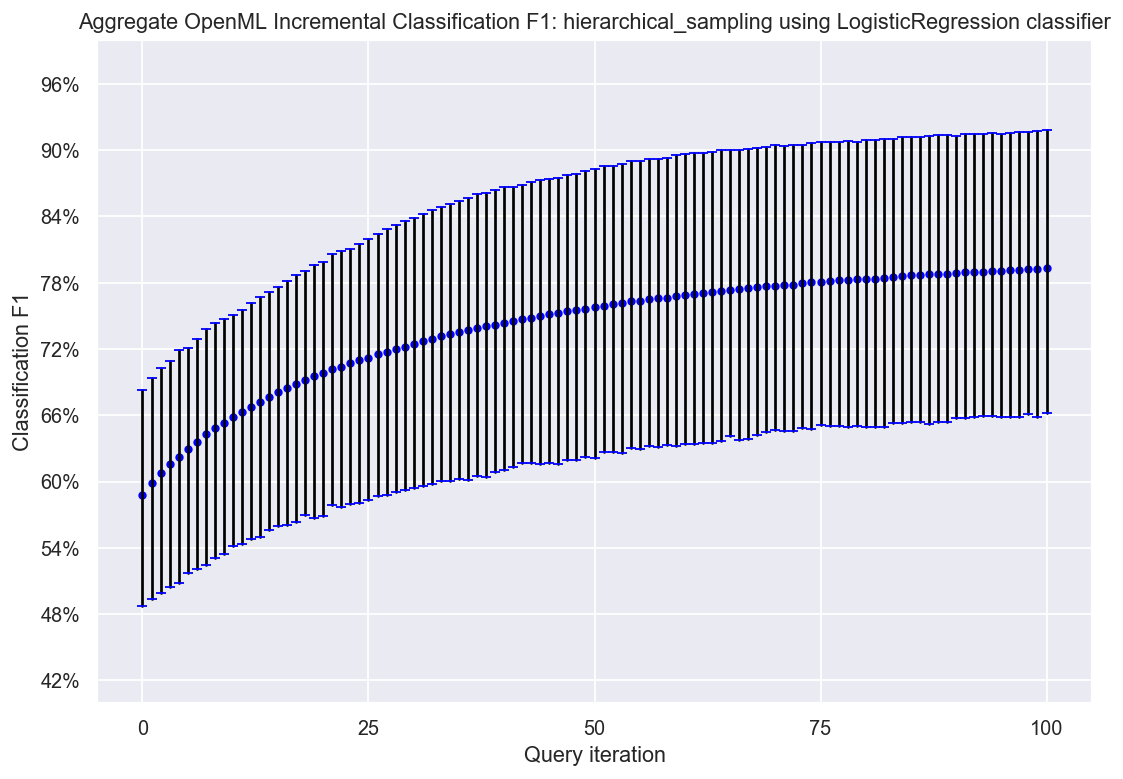 Aggregate OpenML Incremental Classification F1: hierarchical_sampling using LogisticRegression classifier
96%
90%
84%
78%
72%
66%
60%
54%
48%
42%
Classification F1
0 25 50 75 100
Query iteration